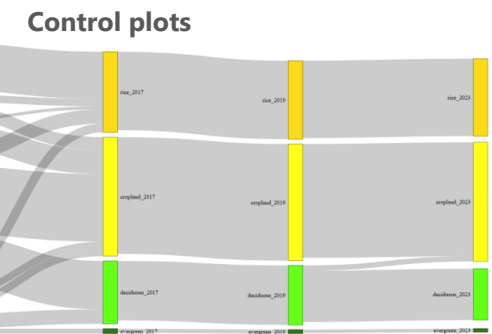 Control plots
rice_2017
rice_2019
rice_2023
cropland_2017
cropland_2019
cropland_2023
deciduous_2017
deciduous_2019
deciduous_2023
evergreen_2017
evergreen_2019
evergreen_2023